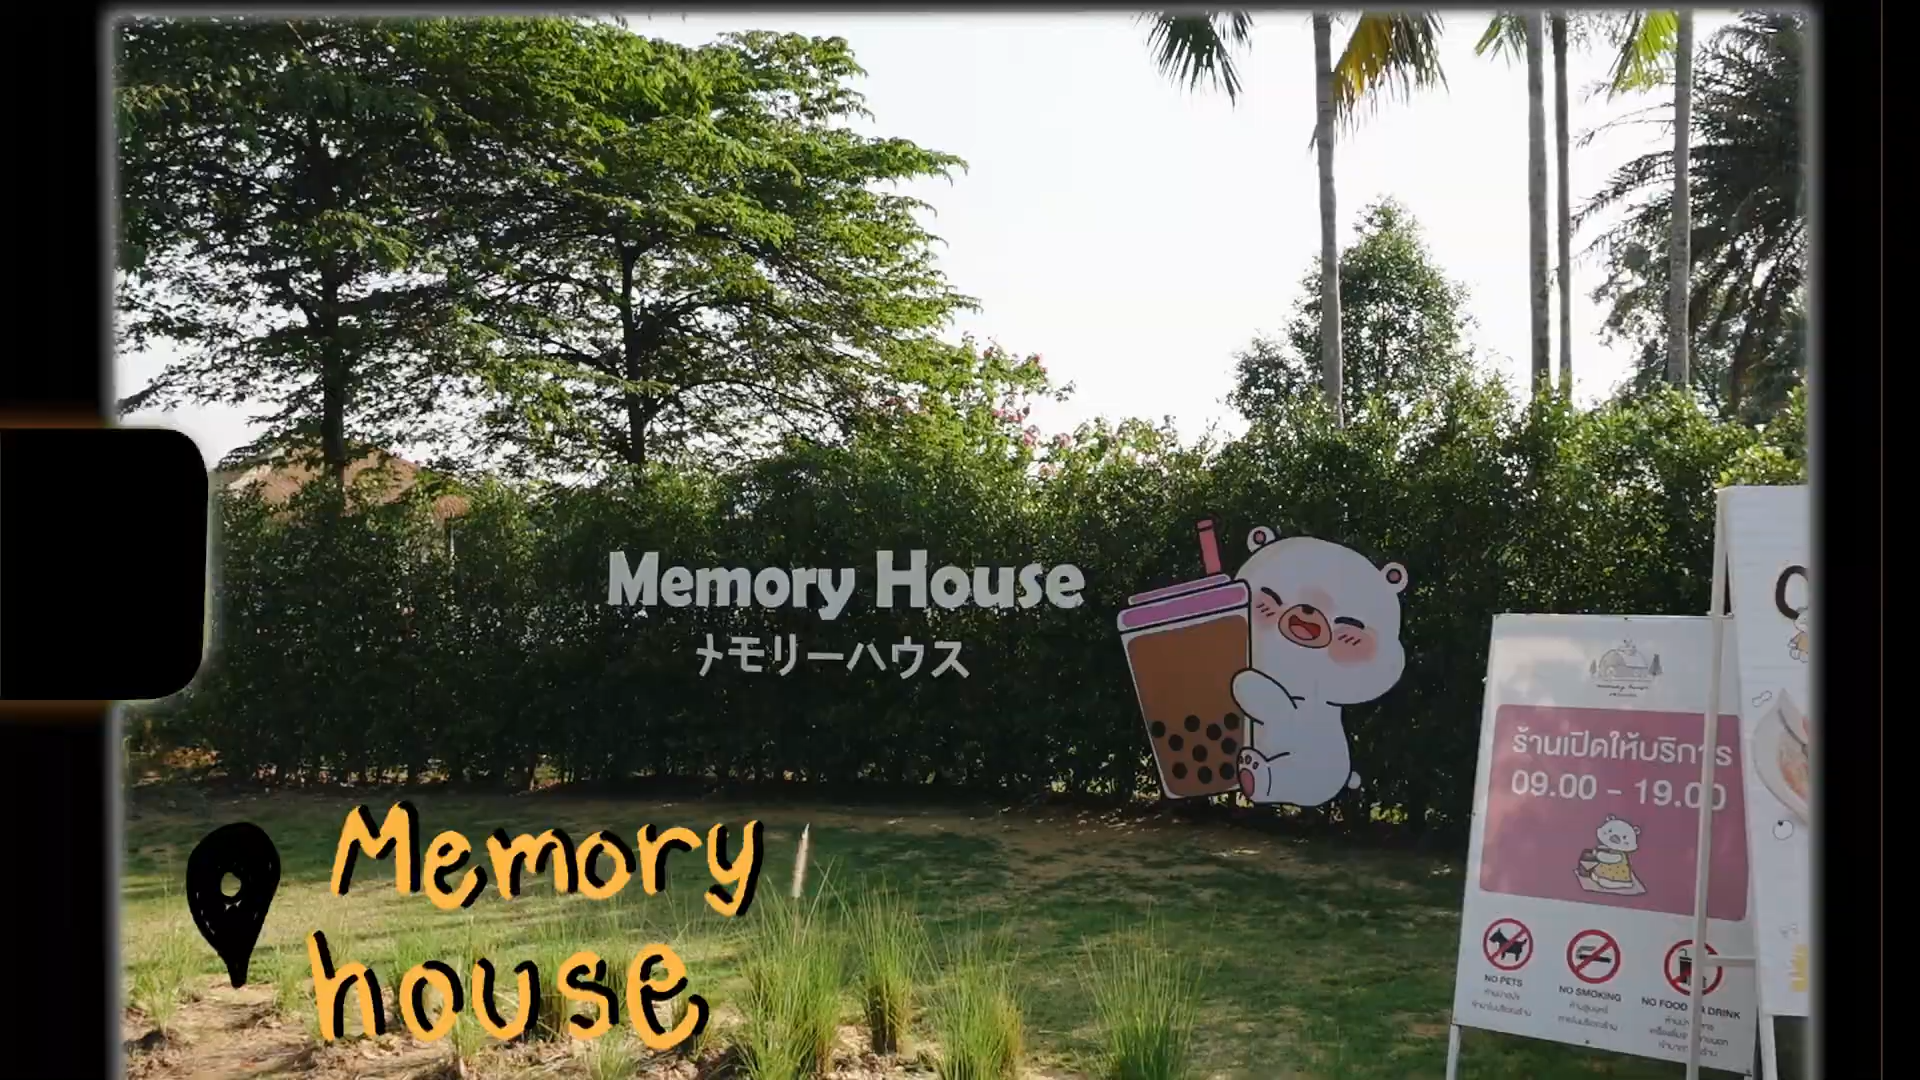 Memory House
メモリーハウス
ร้านเปิดให้บริการ
09.00 - 19.00
NO PETS
NO SMOKING
NO FOOD OR DRINK
Memory
house